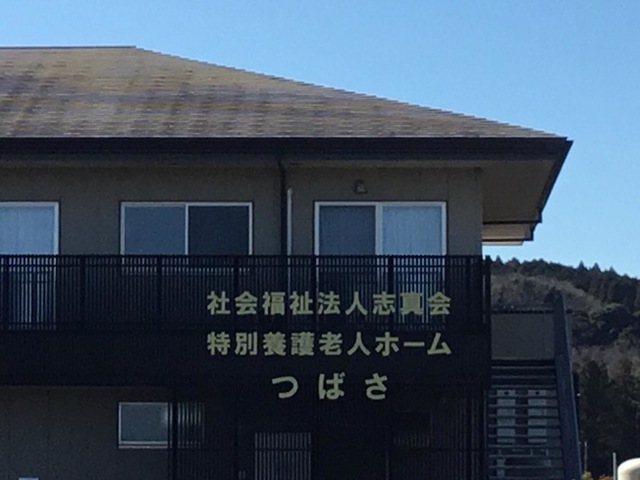 社会福祉法人志真会
特別養護老人ホーム
つばさ